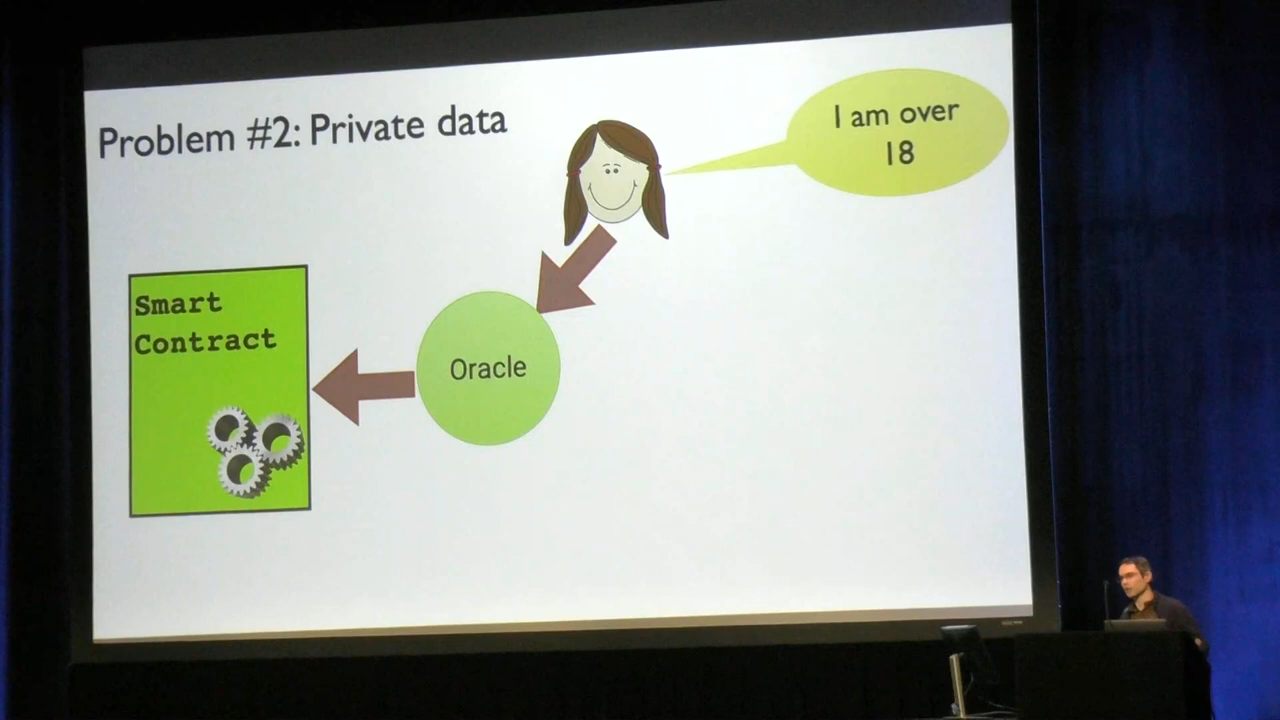 Problem #2: Private data
I am over
18
Smart
Contract
Oracle